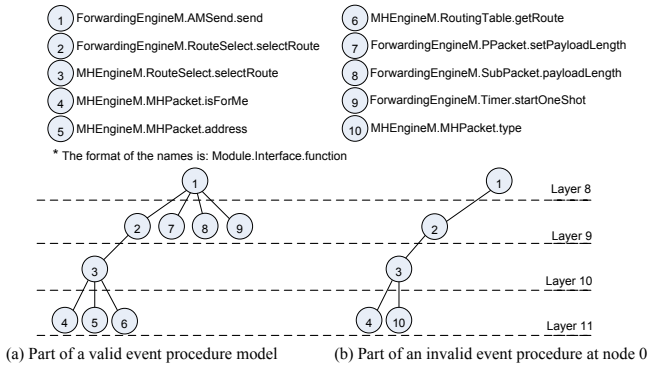 1 ForwardingEngineM.AMSend.send
2 ForwardingEngineM.RouteSelect.selectRoute
3 MHEngineM.RouteSelect.selectRoute
4 MHEngineM.MHPacket.isForMe
5 MHEngineM.MHPacket.address
6 MHEngineM.RoutingTable.getRoute
7 ForwardingEngineM.PPacket.setPayloadLength
8 ForwardingEngineM.SubPacket.payloadLength
9 ForwardingEngineM.Timer.startOneShot
10 MHEngineM.MHPacket.type
* The format of the names is: Module.Interface.function
1 1
Layer 8
2 7 8 9 2
Layer 9
3 3
Layer 10
4 5 6 4 10
Layer 11
(a) Part of a valid event procedure model (b) Part of an invalid event procedure at node 0